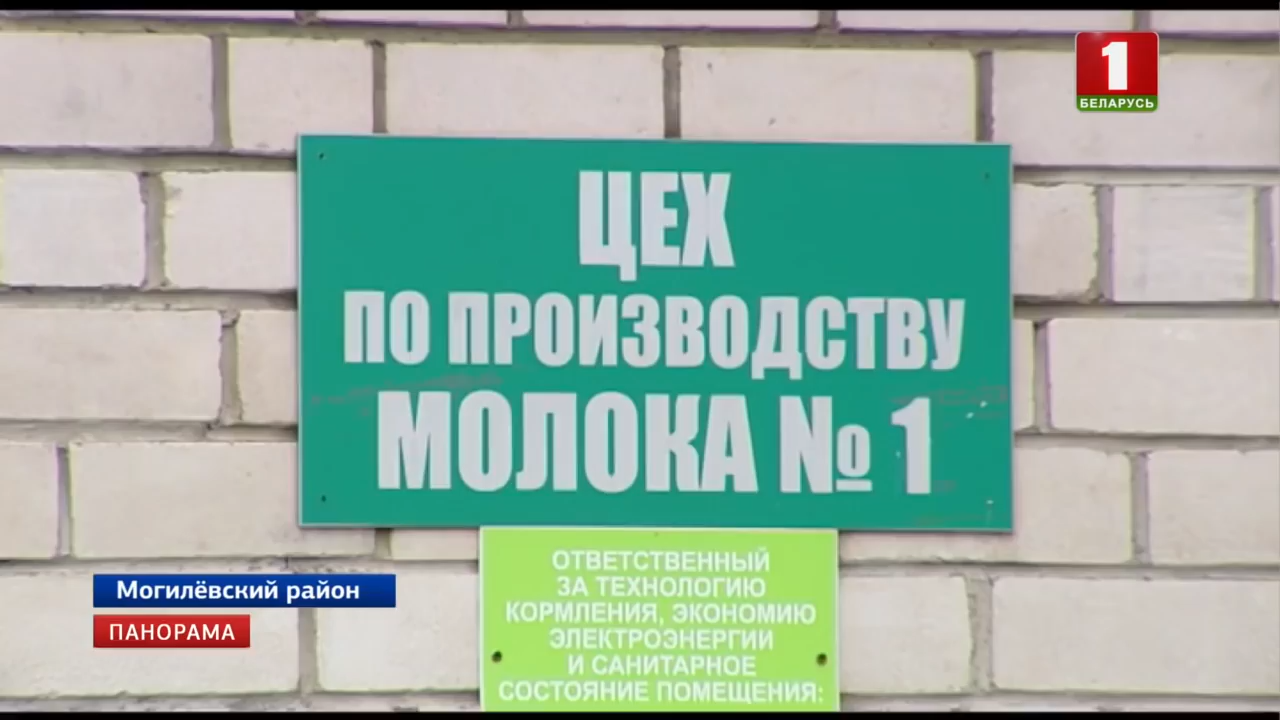 1
БЕЛАРУСЬ
ЦЕХ
ПО ПРОИЗВОДСТВУ
МОЛОКА № 1
ОТВЕТСТВЕННЫЙ
ЗА ТЕХНОЛОГИЮ
КОРМЛЕНИЯ, ЭКОНОМИЮ
ЭЛЕКТРОЭНЕРГИИ
И САНИТАРНОЕ
СОСТОЯНИЕ ПОМЕЩЕНИЯ:
Могилёвский район
ПАНОРАМА